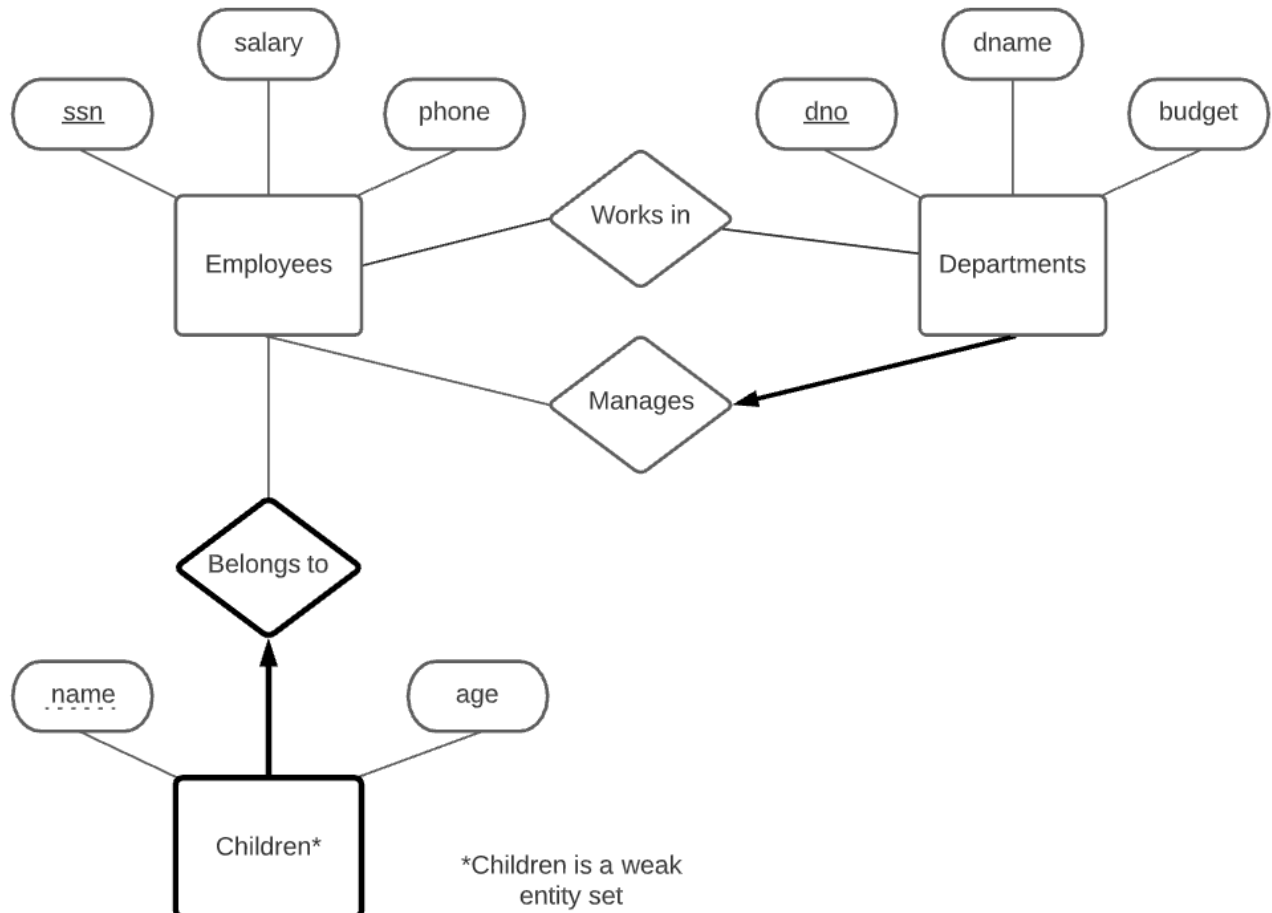 salary
dname
ssn
phone
dno
budget
Works in
Employees
Departments
Manages
Belongs to
name
age
Children*
*Children is a weak
entity set